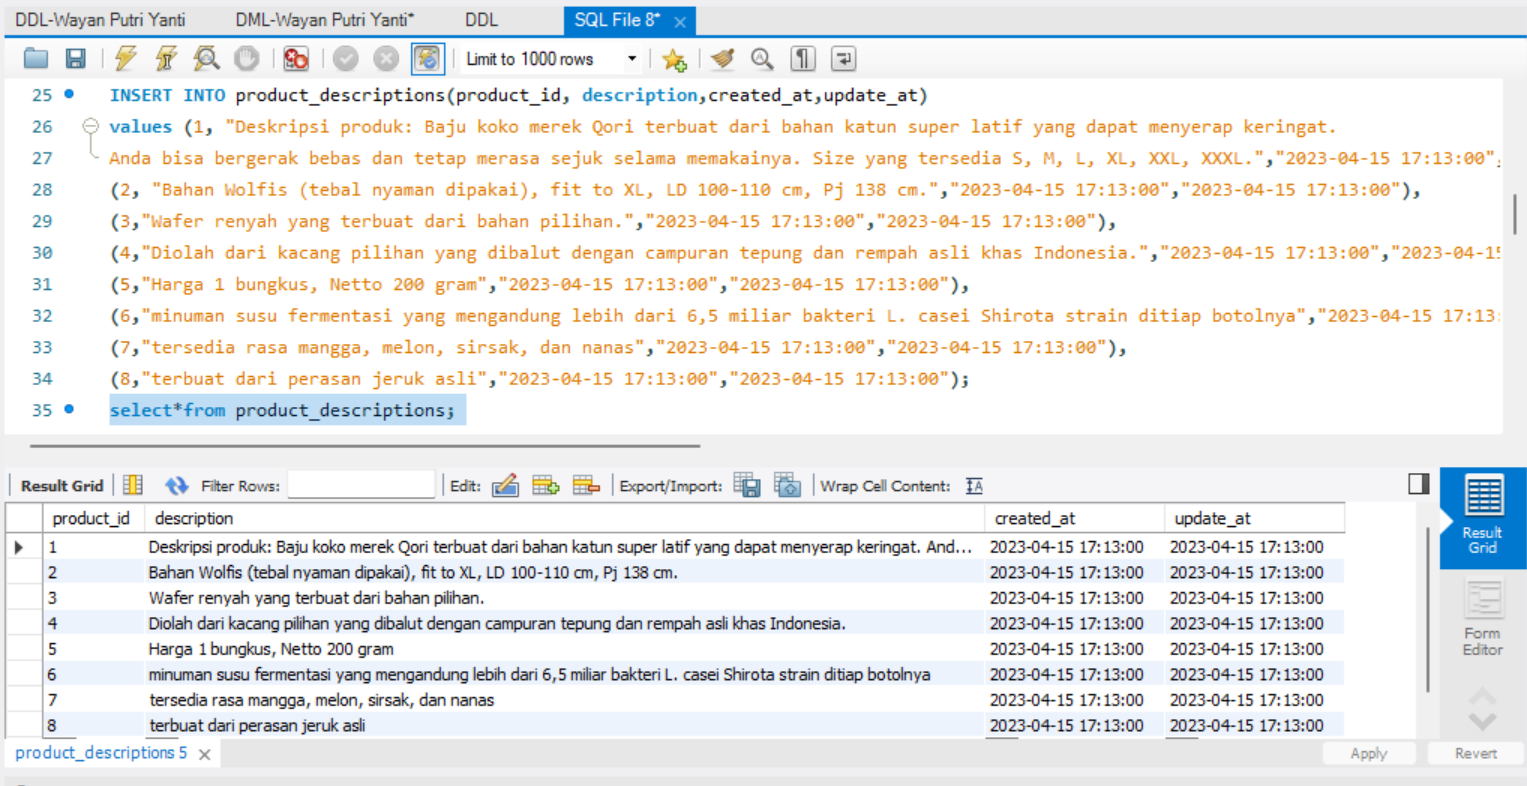 DDL-Wayan Putri Yanti DML-Wayan Putri Yanti* DDL SQL File 8* ×
Limit to 1000 rows
25 INSERT INTO product_descriptions(product_id, description,created_at,update_at)
26 values (1, "Deskripsi produk: Baju koko merek Qori terbuat dari bahan katun super latif yang dapat menyerap keringat.
27 Anda bisa bergerak bebas dan tetap merasa sejuk selama memakainya. Size yang tersedia S, M, L, XL, XXL, XXXL.","2023-04-15 17:13:00",
28 (2, "Bahan Wolfis (tebal nyaman dipakai), fit to XL, LD 100-110 cm, Pj 138 cm.","2023-04-15 17:13:00","2023-04-15 17:13:00"),
29 (3,"Wafer renyah yang terbuat dari bahan pilihan.","2023-04-15 17:13:00","2023-04-15 17:13:00"),
30 (4,"Diolah dari kacang pilihan yang dibalut dengan campuran tepung dan rempah asli khas Indonesia.","2023-04-15 17:13:00","2023-04-15
31 (5,"Harga 1 bungkus, Netto 200 gram","2023-04-15 17:13:00","2023-04-15 17:13:00"),
32 (6,"minuman susu fermentasi yang mengandung lebih dari 6,5 miliar bakteri L. casei Shirota strain ditiap botolnya","2023-04-15 17:13:
33 (7,"tersedia rasa mangga, melon, sirsak, dan nanas","2023-04-15 17:13:00","2023-04-15 17:13:00"),
34 (8,"terbuat dari perasan jeruk asli","2023-04-15 17:13:00","2023-04-15 17:13:00");
35 select*from product_descriptions;
Result Grid Filter Rows: Edit: Export/Import: Wrap Cell Content:
product_id description created_at update_at
1 Deskripsi produk: Baju koko merek Qori terbuat dari bahan katun super latif yang dapat menyerap keringat. And... 2023-04-15 17:13:00 2023-04-15 17:13:00
2 Bahan Wolfis (tebal nyaman dipakai), fit to XL, LD 100-110 cm, Pj 138 cm. 2023-04-15 17:13:00 2023-04-15 17:13:00
3 Wafer renyah yang terbuat dari bahan pilihan. 2023-04-15 17:13:00 2023-04-15 17:13:00
4 Diolah dari kacang pilihan yang dibalut dengan campuran tepung dan rempah asli khas Indonesia. 2023-04-15 17:13:00 2023-04-15 17:13:00
5 Harga 1 bungkus, Netto 200 gram 2023-04-15 17:13:00 2023-04-15 17:13:00
6 minuman susu fermentasi yang mengandung lebih dari 6,5 miliar bakteri L. casei Shirota strain ditiap botolnya 2023-04-15 17:13:00 2023-04-15 17:13:00
7 tersedia rasa mangga, melon, sirsak, dan nanas 2023-04-15 17:13:00 2023-04-15 17:13:00
8 terbuat dari perasan jeruk asli 2023-04-15 17:13:00 2023-04-15 17:13:00
Result
Grid
Form
Editor
product_descriptions 5 × Apply Revert